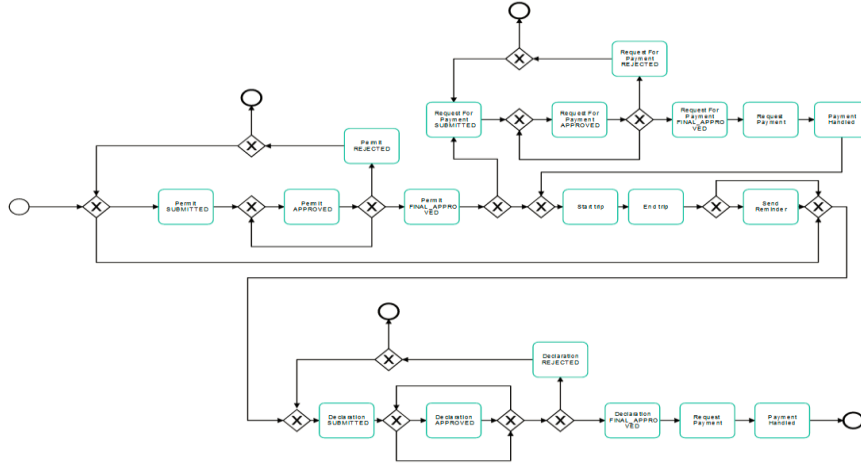 Request For
Payment
REJECTED
Request For
Payment
SUBMITTED
Request For
Payment
APPROVED
Request For
Payment
FINAL_APPRO
VED
Request
Payment
Payment
Handled
Permit
REJECTED
Permit
SUBMITTED
Permit
APPROVED
Permit
FINAL_APPRO
VED
Start trip
End trip
Send
Reminder
Declaration
REJECTED
Declaration
SUBMITTED
Declaration
APPROVED
Declaration
FINAL_APPRO
VED
Request
Payment
Payment
Handled